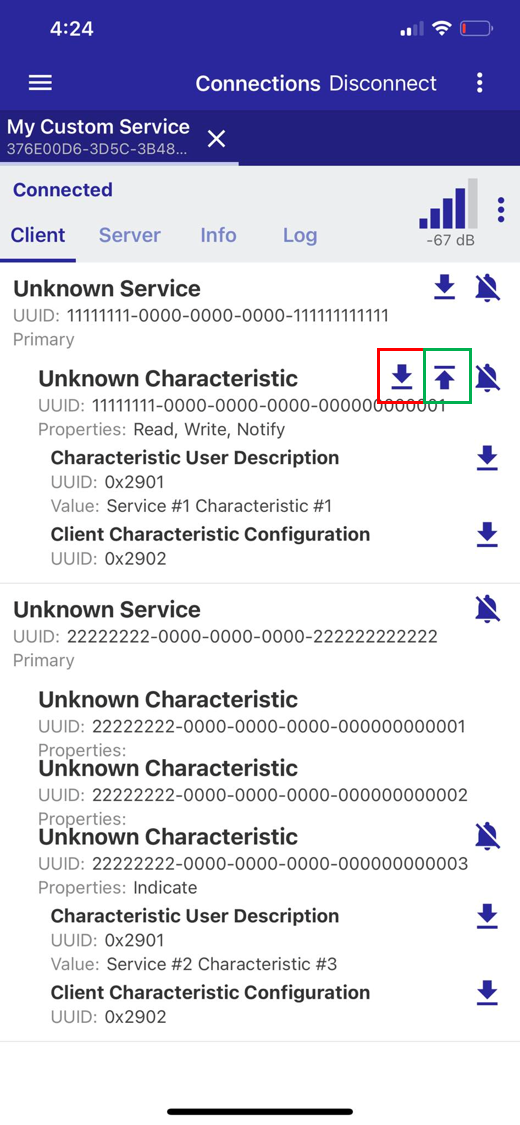 4:24
Connections Disconnect
My Custom Service
376E00D6-3D5C-3B48...
Connected
Client Server Info Log
-67 dB
Unknown Service
UUID: 11111111-0000-0000-0000-111111111111
Primary
Unknown Characteristic
UUID: 11111111-0000-0000-0000-000000000001
Properties: Read, Write, Notify
Characteristic User Description
UUID: 0x2901
Value: Service #1 Characteristic #1
Client Characteristic Configuration
UUID: 0x2902
Unknown Service
UUID: 22222222-0000-0000-0000-222222222222
Primary
Unknown Characteristic
UUID: 22222222-0000-0000-0000-000000000001
Properties:
Unknown Characteristic
UUID: 22222222-0000-0000-0000-000000000002
Properties:
Unknown Characteristic
UUID: 22222222-0000-0000-0000-000000000003
Properties: Indicate
Characteristic User Description
UUID: 0x2901
Value: Service #2 Characteristic #3
Client Characteristic Configuration
UUID: 0x2902